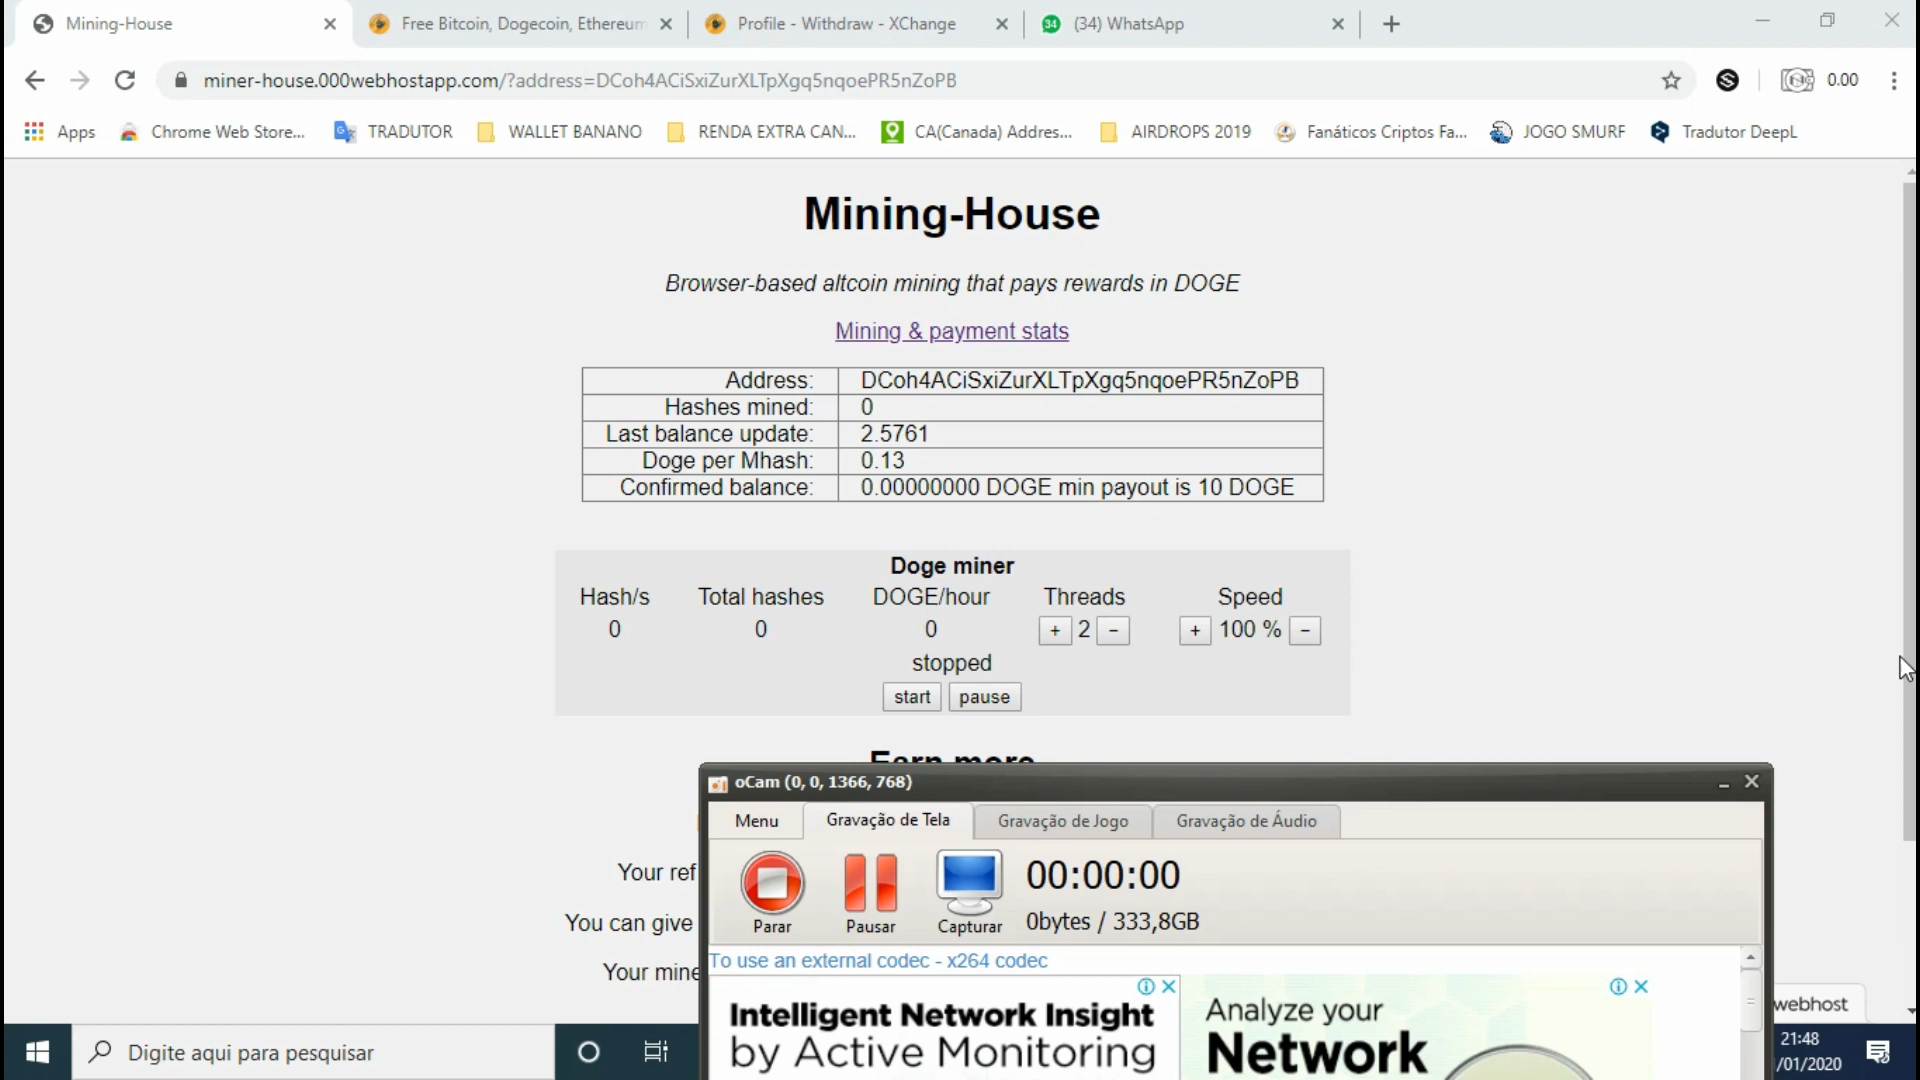 Mining-House
Free Bitcoin, Dogecoin, Ethereum
Profile - Withdraw - XChange
34
(34) WhatsApp
miner-house.000webhostapp.com/?address=DCoh4ACiSxiZurXLTpXgq5nqoePR5nZoPB
0.00
Apps
Chrome Web Store...
TRADUTOR
WALLET BANANO
RENDA EXTRA CAN...
CA(Canada) Addres...
AIRDROPS 2019
Fanáticos Criptos Fa...
JOGO SMURF
Tradutor DeepL
Mining-House
Browser-based altcoin mining that pays rewards in DOGE
Mining & payment stats
Address: DCoh4ACiSxiZurXLTpXgq5nqoePR5nZoPB
Hashes mined: 0
Last balance update: 2.5761
Doge per Mhash: 0.13
Confirmed balance: 0.00000000 DOGE min payout is 10 DOGE
Doge miner
Hash/s Total hashes DOGE/hour Threads Speed
0 0 0 + 2 - + 100 % -
stopped
start pause
Earn more
Your ref
You can give
Your mine
oCam (0, 0, 1366, 768)
Menu Gravação de Tela Gravação de Jogo Gravação de Áudio
00:00:00
0bytes / 333,8GB
Parar Pausar Capturar
To use an external codec - x264 codec
Intelligent Network Insight
by Active Monitoring
Analyze your
Network
webhost
Digite aqui para pesquisar
21:48
/01/2020